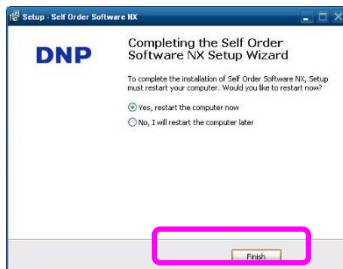 Setup - Self Order Software NX
DNP
Completing the Self Order
Software NX Setup Wizard
To complete the installation of Self Order Software NX, Setup
must restart your computer. Would you like to restart now?
Yes, restart the computer now
No, I will restart the computer later
Finish